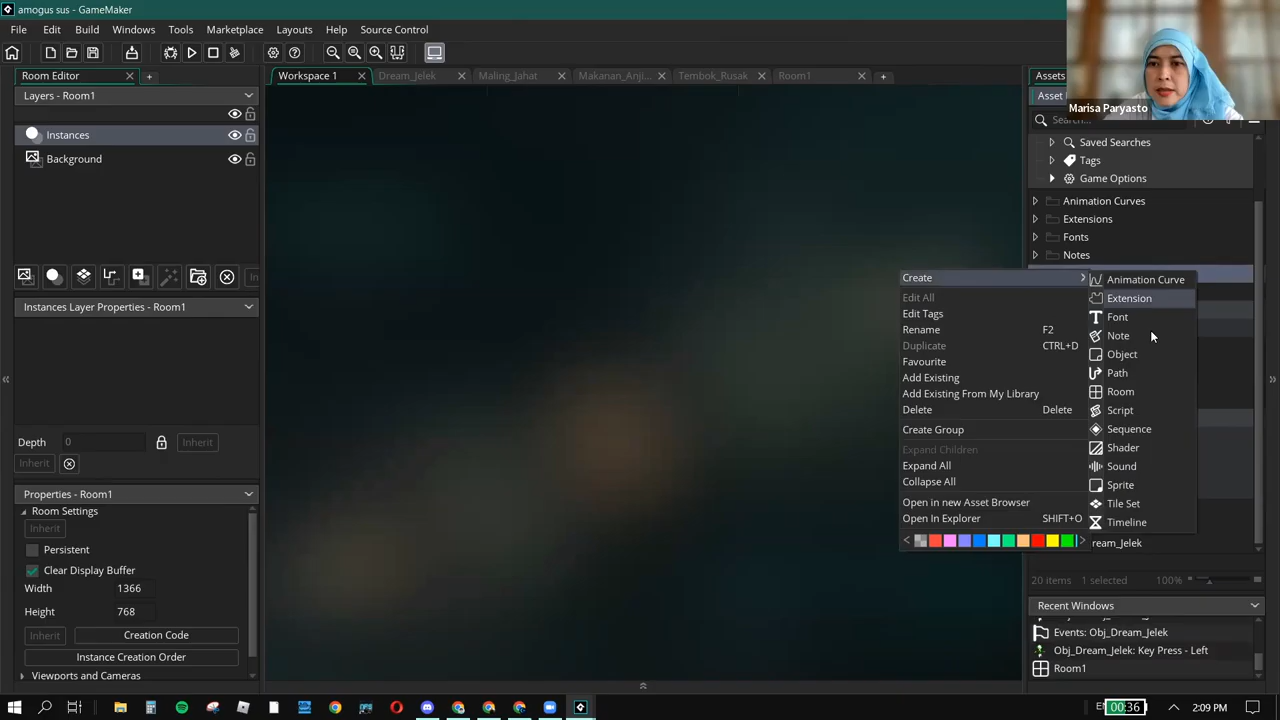 amogus sus - GameMaker
File Edit Build Windows Tools Marketplace Layouts Help Source Control
Room Editor
Workspace 1 Dream_Jelek Maling_Jahat Makanan_Anji... Tembok_Rusak Room1
Assets
Layers - Room1
Asset
Marisa Paryasto
Search...
Instances
Background
Saved Searches
Tags
Game Options
Animation Curves
Extensions
Fonts
Notes
Create
Edit All
Edit Tags
Rename F2
Duplicate CTRL+D
Favourite
Add Existing
Add Existing From My Library
Delete Delete
Create Group
Expand Children
Expand All
Collapse All
Open in new Asset Browser
Open In Explorer SHIFT+O
Animation Curve
Extension
Font
Note
Object
Path
Room
Script
Sequence
Shader
Sound
Sprite
Tile Set
Timeline
ream_Jelek
Instances Layer Properties - Room1
Depth 0 Inherit
Inherit
Properties - Room1
Room Settings
Inherit
Persistent
Clear Display Buffer
Width 1366
Height 768
Inherit Creation Code
Instance Creation Order
Viewports and Cameras
20 items 1 selected 100%
Recent Windows
Events: Obj_Dream_Jelek
Obj_Dream_Jelek: Key Press - Left
Room1
00:36
2:09 PM